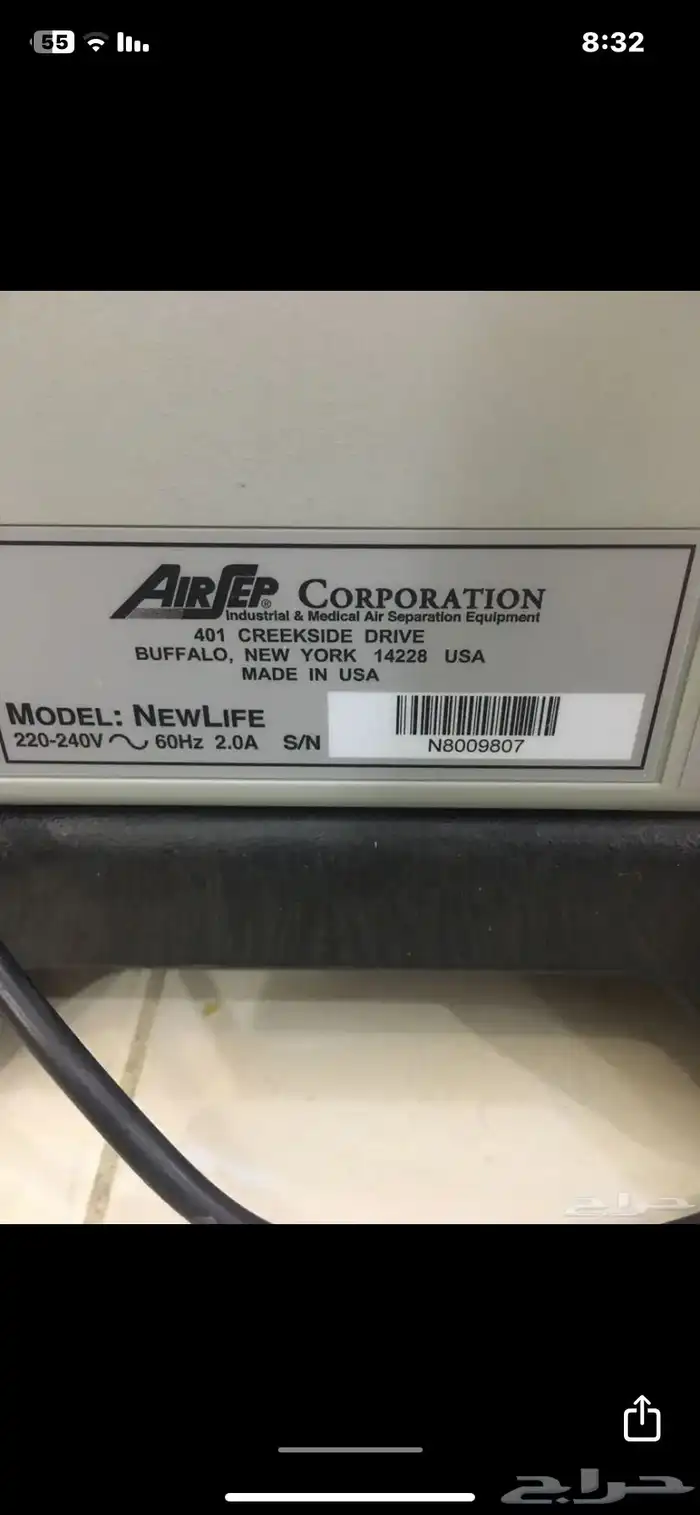 55
8:32
AIRSEP® CORPORATION
Industrial & Medical Air Separation Equipment
401 CREEKSIDE DRIVE
BUFFALO, NEW YORK 14228 USA
MADE IN USA
MODEL: NEWLIFE
220-240V 60Hz 2.0A S/N
N8009807
حراج
حراج